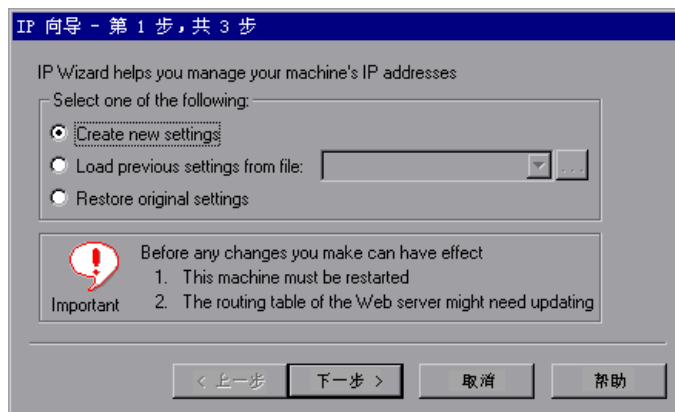 IP 向导 - 第 1 步,共 3 步
IP Wizard helps you manage your machine's IP addresses
Select one of the following:
Create new settings
Load previous settings from file:
...
Restore original settings
Before any changes you make can have effect
1. This machine must be restarted
Important 2. The routing table of the Web server might need updating
< 上一步 下一步 > 取消 帮助